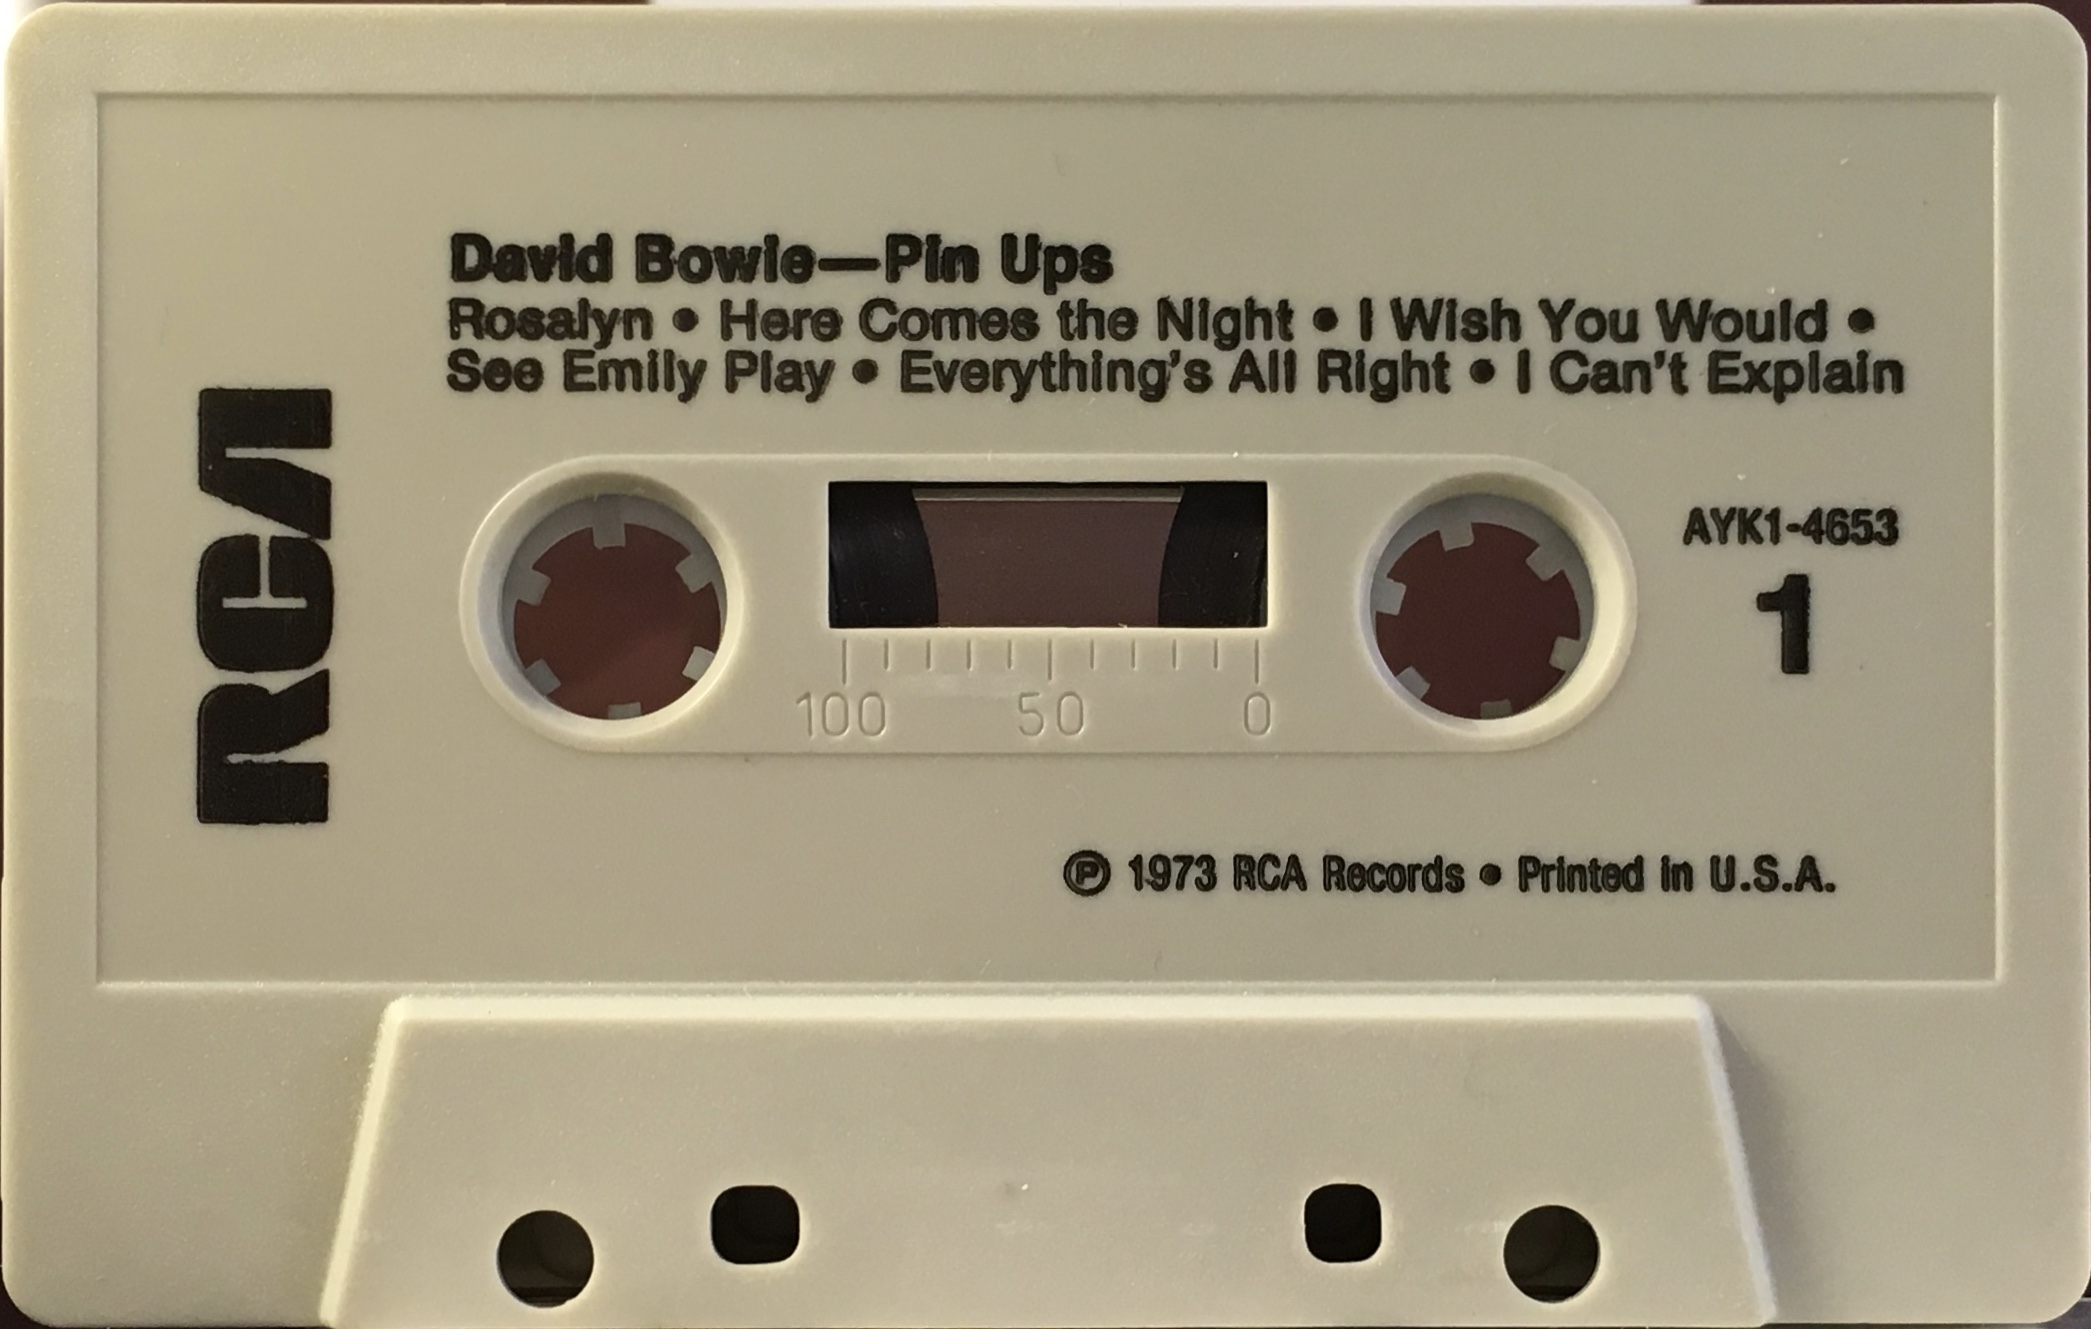 David Bowie—Pin Ups
Rosalyn • Here Comes the Night • I Wish You Would •
See Emily Play • Everything's All Right • I Can't Explain
RCA
AYK1-4653
1
100 50 0
℗ 1973 RCA Records • Printed in U.S.A.